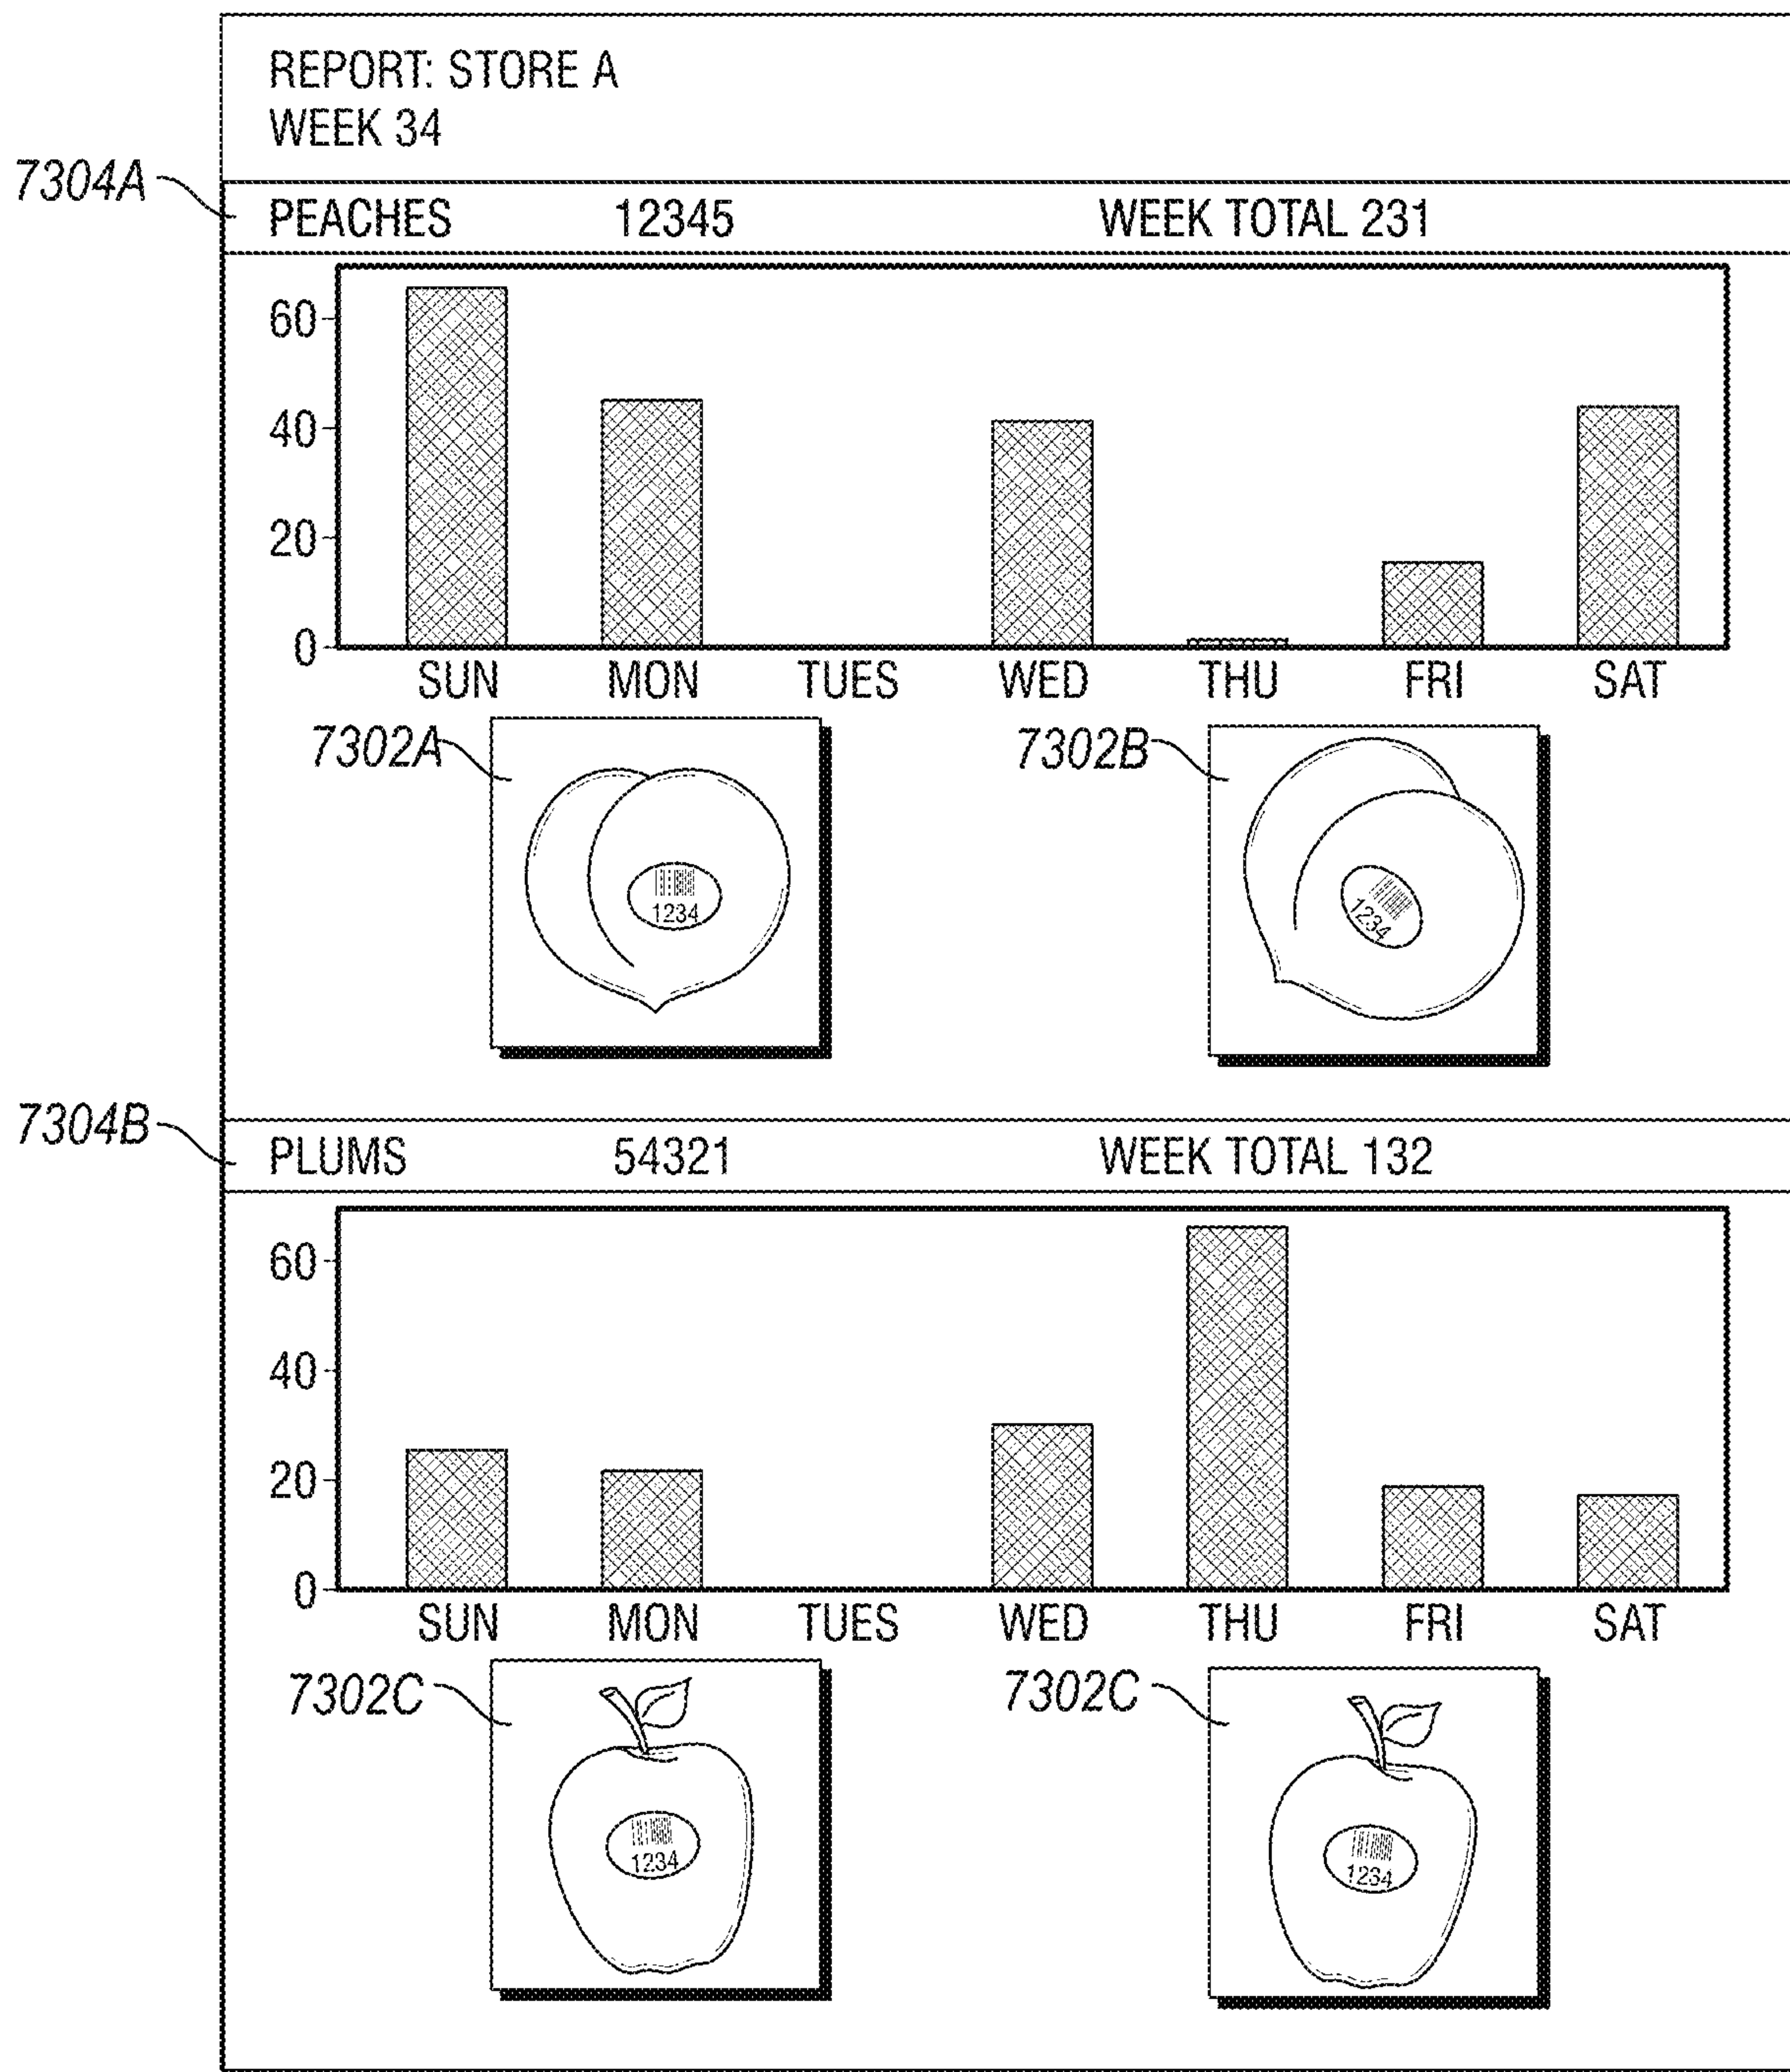 REPORT: STORE A
WEEK 34
7304A
PEACHES 12345 WEEK TOTAL 231
60
40
20
0
SUN MON TUES WED THU FRI SAT
7302A 7302B
1234 1234
7304B
PLUMS 54321 WEEK TOTAL 132
60
40
20
0
SUN MON TUES WED THU FRI SAT
7302C 7302C
1234 1234